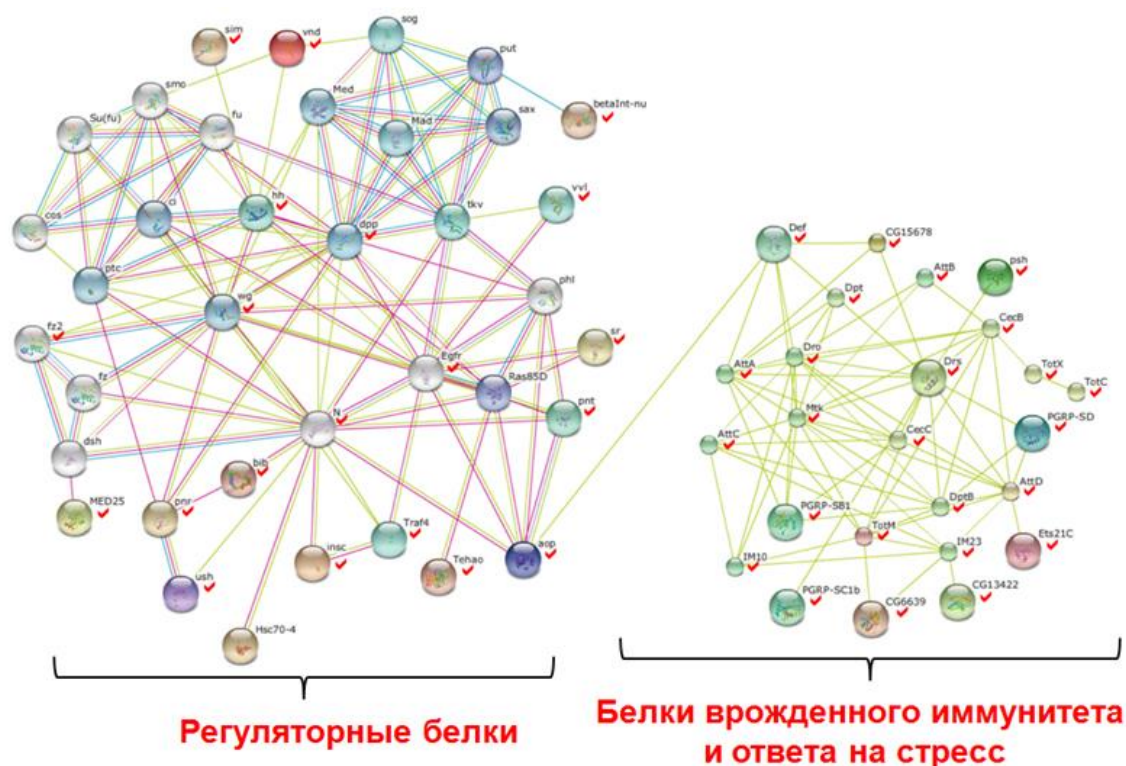 sim
vnd
sog
put
smo
Med
betaInt-nu
Su(fu)
fu
Mad
sax
hh
vvl
cos
ci
dpp
tkv
ptc
phl
wg
fz2
sr
Egfr
fz
Ras85D
N
pnt
dsh
bib
MED25
pnr
Traf4
aop
insc
Tehao
ush
Hsc70-4
Def
CG15678
psh
AttB
Dpt
CecB
Dro
Drs
TotX
AttA
TotC
Mtk
PGRP-SD
AttC
CecC
AttD
DptB
PGRP-SB1
TotM
Ets21C
IM23
IM10
PGRP-SC1b
CG6639
CG13422
Регуляторные белки
Белки врожденного иммунитета
и ответа на стресс